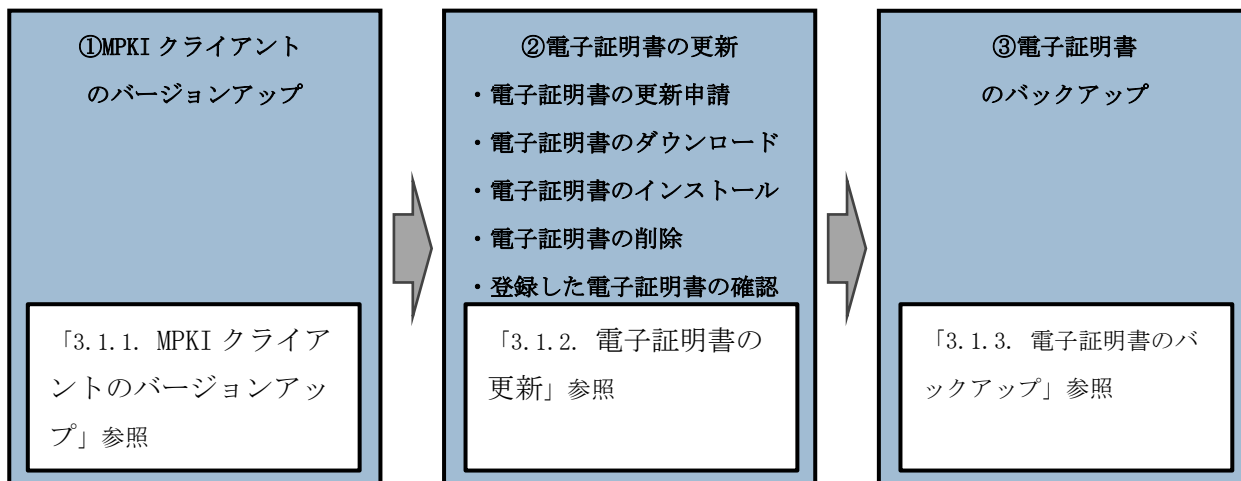 ①MPKI クライアント
のバージョンアップ
「3.1.1. MPKI クライア
ントのバージョンアッ
プ」参照
②電子証明書の更新
・電子証明書の更新申請
・電子証明書のダウンロード
・電子証明書のインストール
・電子証明書の削除
・登録した電子証明書の確認
「3.1.2. 電子証明書の
更新」参照
③電子証明書
のバックアップ
「3.1.3. 電子証明書のバ
ックアップ」参照